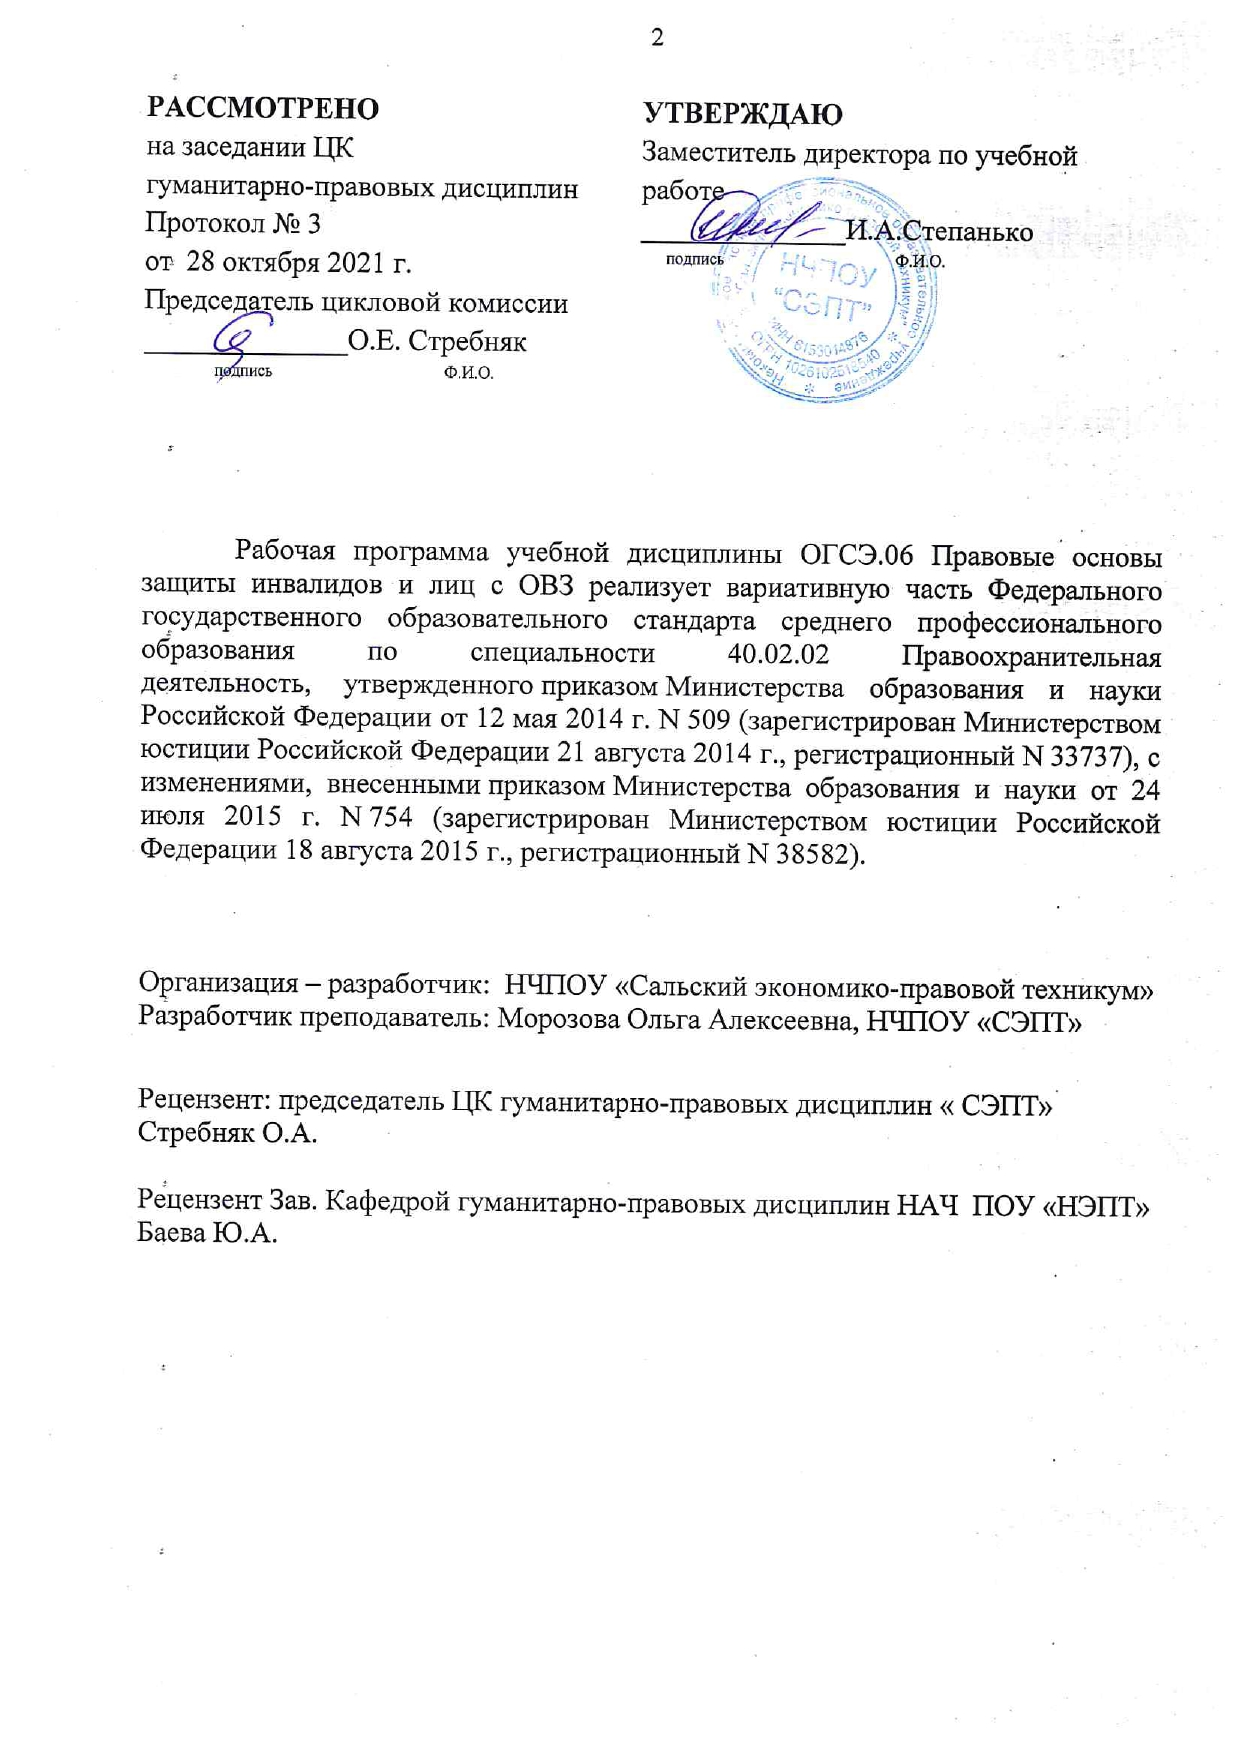 2
РАССМОТРЕНО
на заседании ЦК
гуманитарно-правовых дисциплин
Протокол № 3
от 28 октября 2021 г.
Председатель цикловой комиссии
_______________О.Е. Стребняк
подпись Ф.И.О.
УТВЕРЖДАЮ
Заместитель директора по учебной
работе
_______________И.А.Степанько
подпись Ф.И.О.
НЧПОУ
"СЭПТ"
ИНН 6153014876
Рабочая программа учебной дисциплины ОГСЭ.06 Правовые основы
защиты инвалидов и лиц с ОВЗ реализует вариативную часть Федерального
государственного образовательного стандарта среднего профессионального
образования по специальности 40.02.02 Правоохранительная
деятельность, утвержденного приказом Министерства образования и науки
Российской Федерации от 12 мая 2014 г. N 509 (зарегистрирован Министерством
юстиции Российской Федерации 21 августа 2014 г., регистрационный N 33737), с
изменениями, внесенными приказом Министерства образования и науки от 24
июля 2015 г. N 754 (зарегистрирован Министерством юстиции Российской
Федерации 18 августа 2015 г., регистрационный N 38582).
Организация – разработчик: НЧПОУ «Сальский экономико-правовой техникум»
Разработчик преподаватель: Морозова Ольга Алексеевна, НЧПОУ «СЭПТ»
Рецензент: председатель ЦК гуманитарно-правовых дисциплин « СЭПТ»
Стребняк О.А.
Рецензент Зав. Кафедрой гуманитарно-правовых дисциплин НАЧ ПОУ «НЭПТ»
Баева Ю.А.